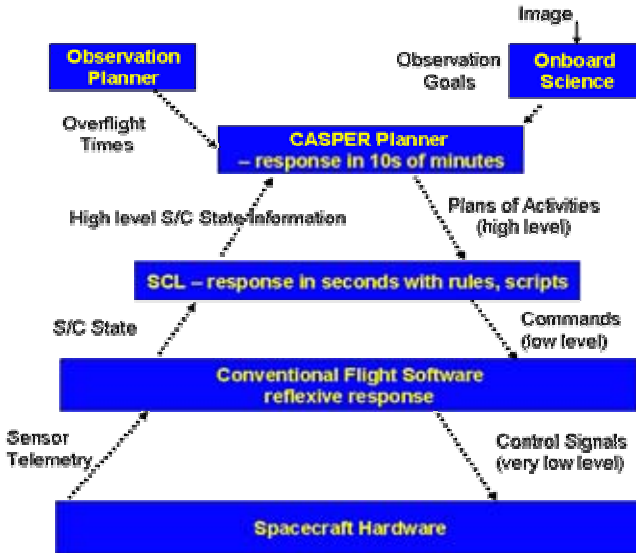 Image
Observation
Planner
Observation
Goals
Onboard
Science
Overflight
Times
CASPER Planner
– response in 10s of minutes
High level S/C State Information
Plans of Activities
(high level)
SCL – response in seconds with rules, scripts
S/C State
Commands
(low level)
Conventional Flight Software
reflexive response
Sensor
Telemetry
Control Signals
(very low level)
Spacecraft Hardware